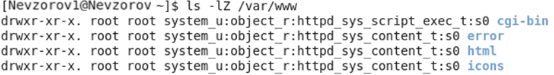 [Nevzorov1@Nevzorov ~]$ ls -lZ /var/www
drwxr-xr-x. root root system_u:object_r:httpd_sys_script_exec_t:s0 cgi-bin
drwxr-xr-x. root root system_u:object_r:httpd_sys_content_t:s0 error
drwxr-xr-x. root root system_u:object_r:httpd_sys_content_t:s0 html
drwxr-xr-x. root root system_u:object_r:httpd_sys_content_t:s0 icons